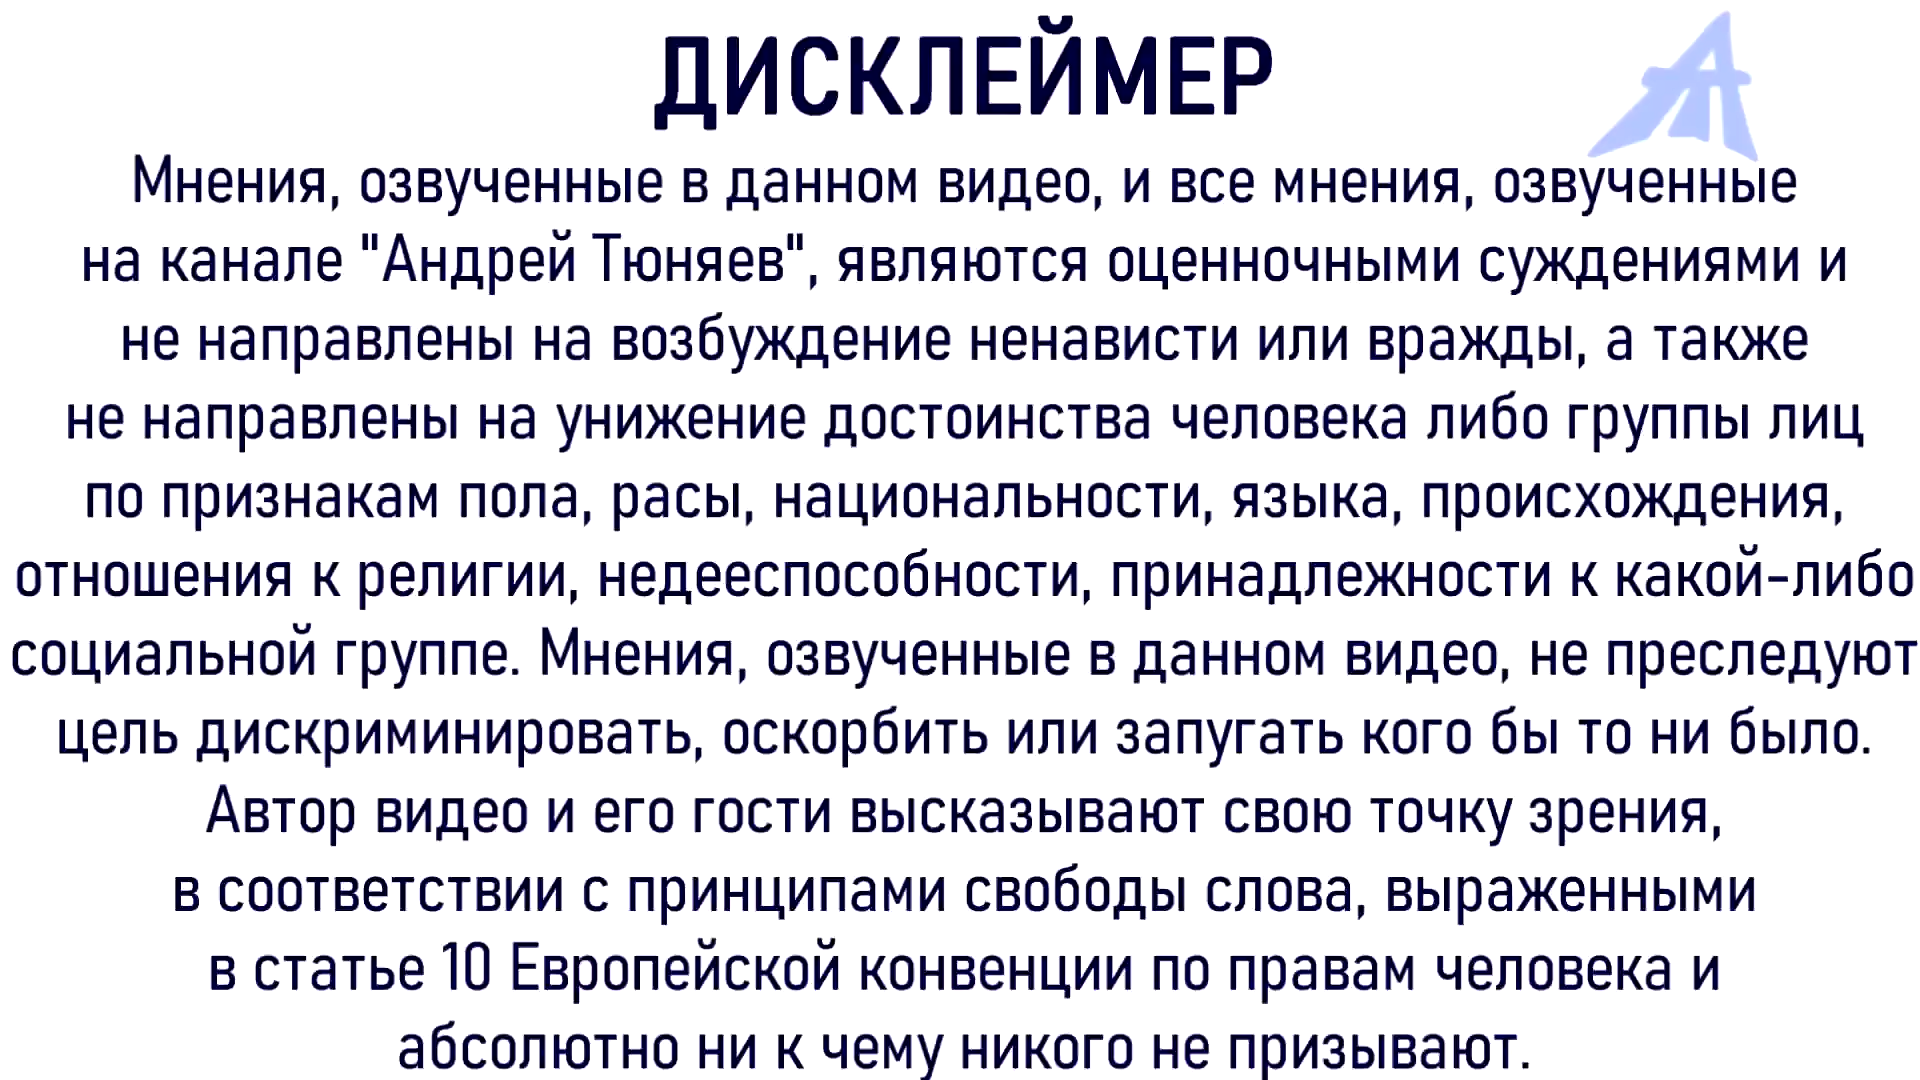 ДИСКЛЕЙМЕР
Мнения, озвученные в данном видео, и все мнения, озвученные
на канале "Андрей Тюняев", являются оценночными суждениями и
не направлены на возбуждение ненависти или вражды, а также
не направлены на унижение достоинства человека либо группы лиц
по признакам пола, расы, национальности, языка, происхождения,
отношения к религии, недееспособности, принадлежности к какой-либо
социальной группе. Мнения, озвученные в данном видео, не преследуют
цель дискриминировать, оскорбить или запугать кого бы то ни было.
Автор видео и его гости высказывают свою точку зрения,
в соответствии с принципами свободы слова, выраженными
в статье 10 Европейской конвенции по правам человека и
абсолютно ни к чему никого не призывают.